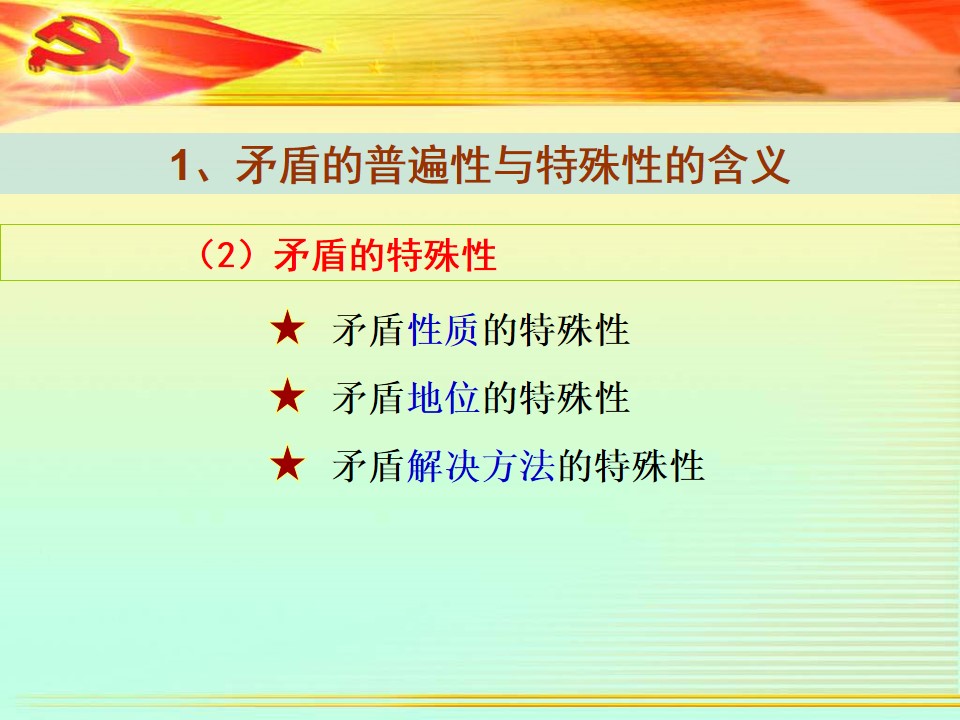 1、矛盾的普遍性与特殊性的含义
（2）矛盾的特殊性
★ 矛盾性质的特殊性
★ 矛盾地位的特殊性
★ 矛盾解决方法的特殊性